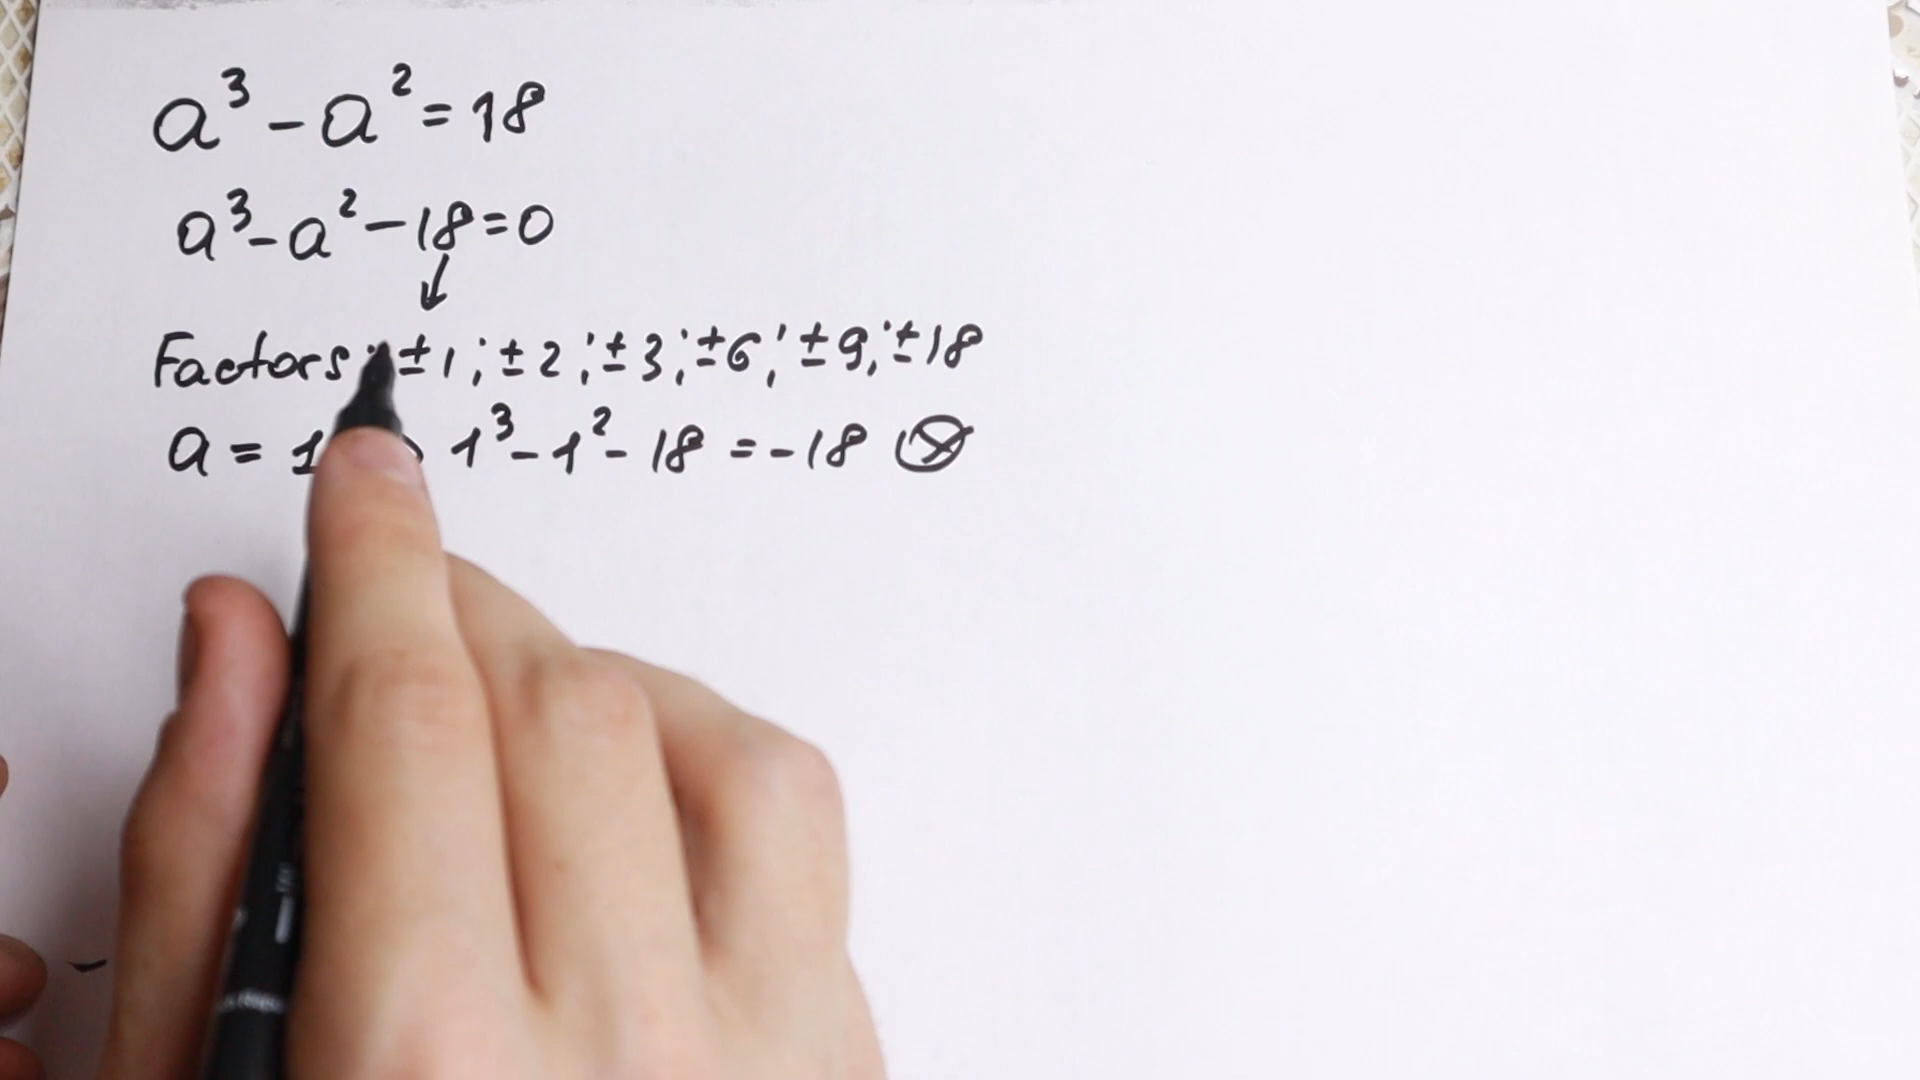 a³ - a² = 18
a³ - a² - 18 = 0
↓
Factors: ±1; ±2; ±3; ±6; ±9; ±18
a = 1 1³ - 1² - 18 = -18 ⊗